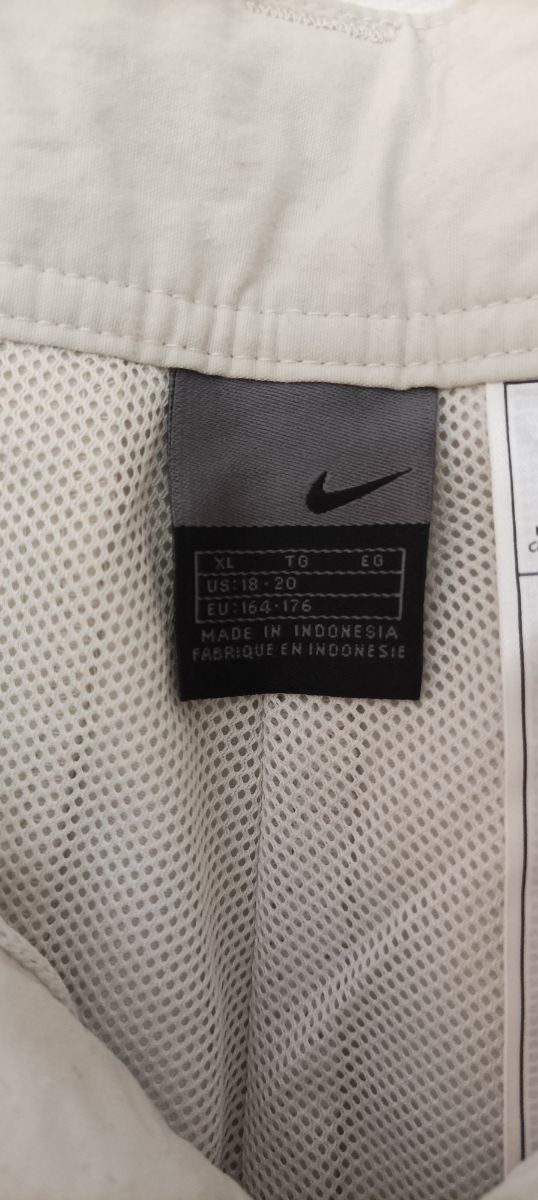 XL TG EG
US: 18 - 20
EU: 164 - 176
MADE IN INDONESIA
FABRIQUE EN INDONESIE